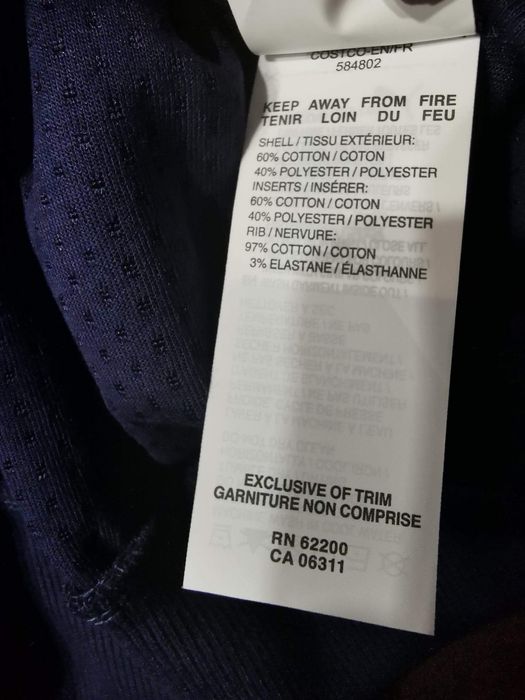 COSTCO-EN/FR
584802
KEEP AWAY FROM FIRE
TENIR LOIN DU FEU
SHELL / TISSU EXTÉRIEUR:
60% COTTON / COTON
40% POLYESTER / POLYESTER
INSERTS / INSÉRER:
60% COTTON / COTON
40% POLYESTER / POLYESTER
RIB / NERVURE:
97% COTTON / COTON
3% ELASTANE / ÉLASTHANNE
EXCLUSIVE OF TRIM
GARNITURE NON COMPRISE
RN 62200
CA 06311